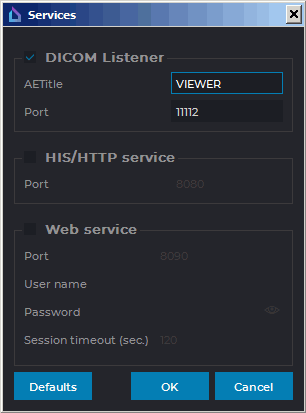 Services
DICOM Listener
AETitle VIEWER
Port 11112
HIS/HTTP service
Port 8080
Web service
Port 8090
User name
Password
Session timeout (sec.) 120
Defaults OK Cancel